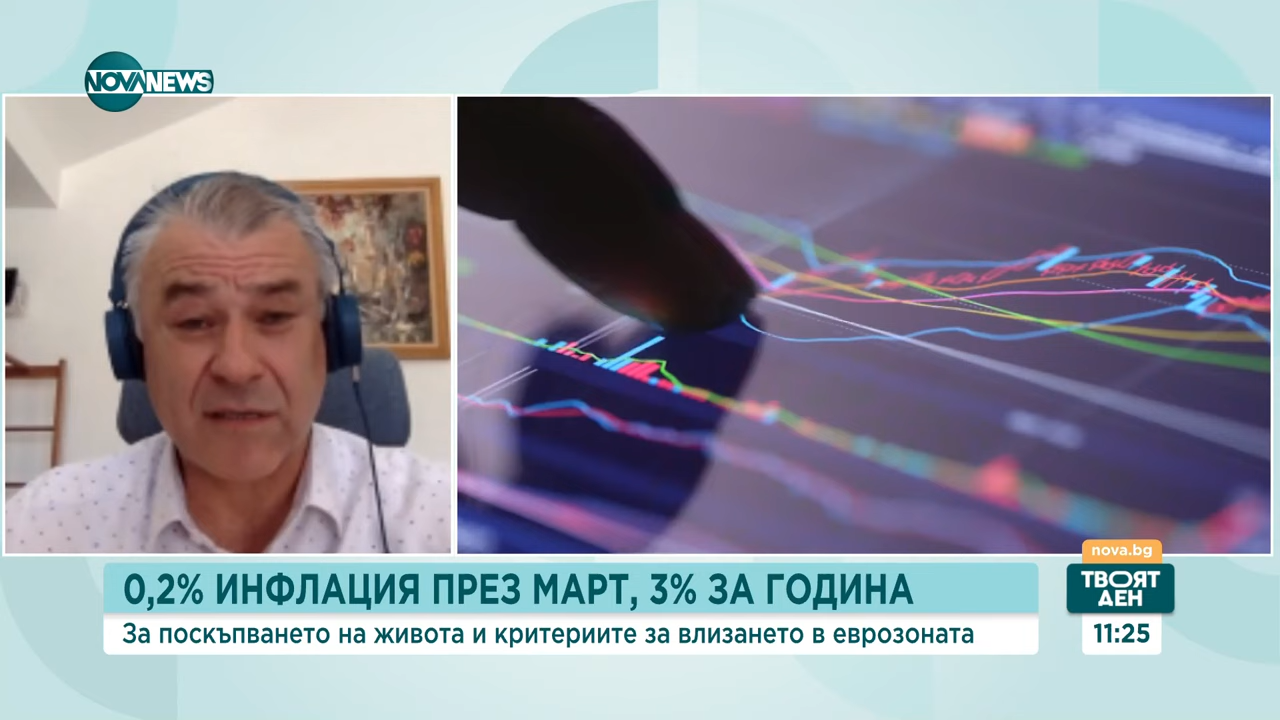 NOVA NEWS
0,2% ИНФЛАЦИЯ ПРЕЗ МАРТ, 3% ЗА ГОДИНА
За поскъпването на живота и критериите за влизането в еврозоната
nova.bg
ТВОЯТ
ДЕН
11:25